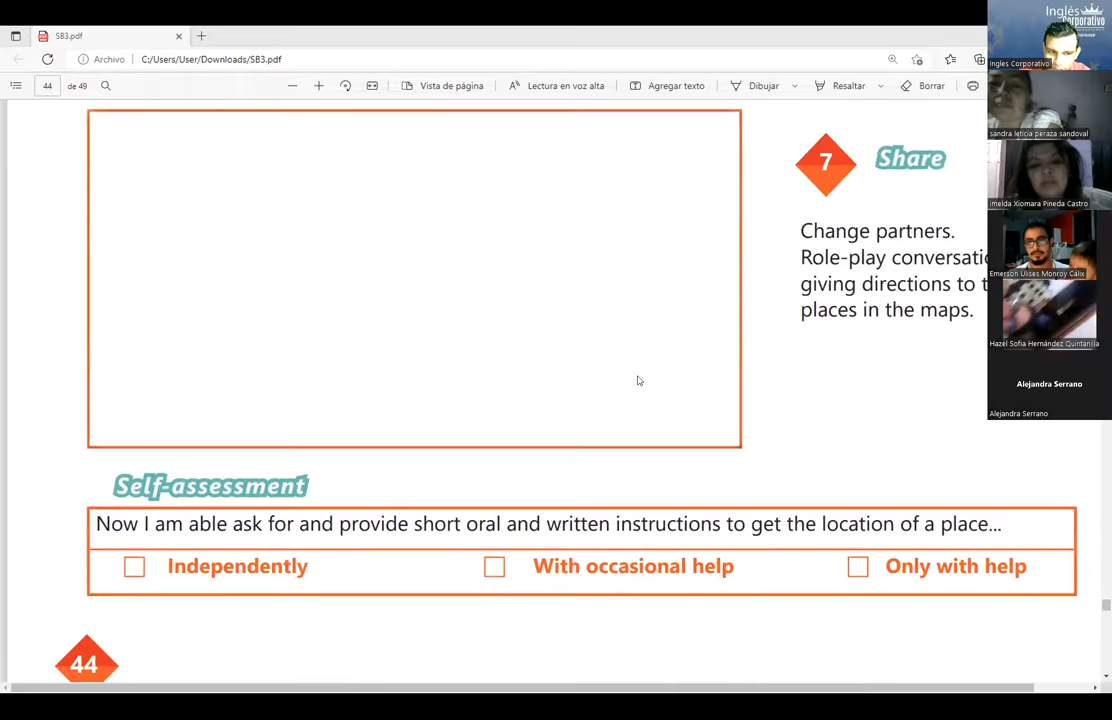 SB3.pdf
Archivo
C:/Users/User/Downloads/SB3.pdf
44
de 49
Vista de página
Lectura en voz alta
Agregar texto
Dibujar
Resaltar
Borrar
7
Share
Change partners.
Role-play conversatio
giving directions to t
places in the maps.
Self-assessment
Now I am able ask for and provide short oral and written instructions to get the location of a place...
Independently
With occasional help
Only with help
44
Inglés
Corporativo
Ingles Corporativo
sandra leticia peraza sandoval
Imelda Xiomara Pineda Castro
Emerson Ulises Monroy Cálix
Hazel Sofia Hernández Quintanilla
Alejandra Serrano
Alejandra Serrano